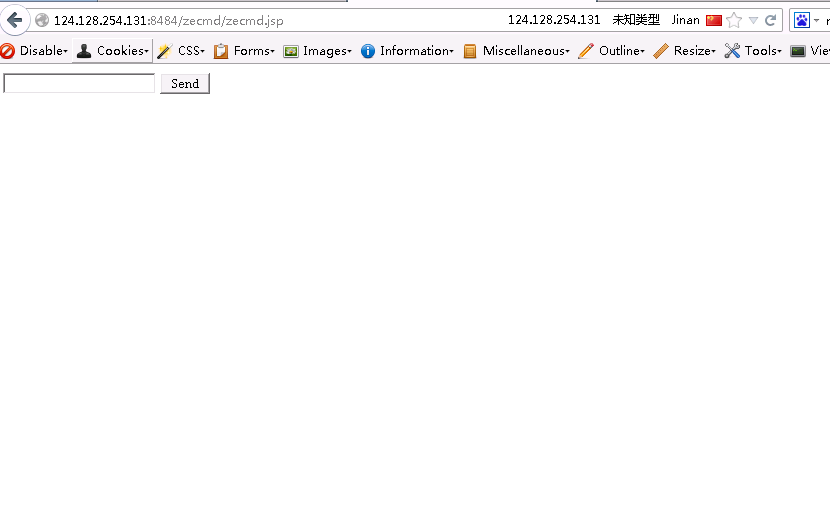 124.128.254.131:8484/zecmd/zecmd.jsp 124.128.254.131 未知类型 Jinan
Disable Cookies CSS Forms Images Information Miscellaneous Outline Resize Tools Vie
Send